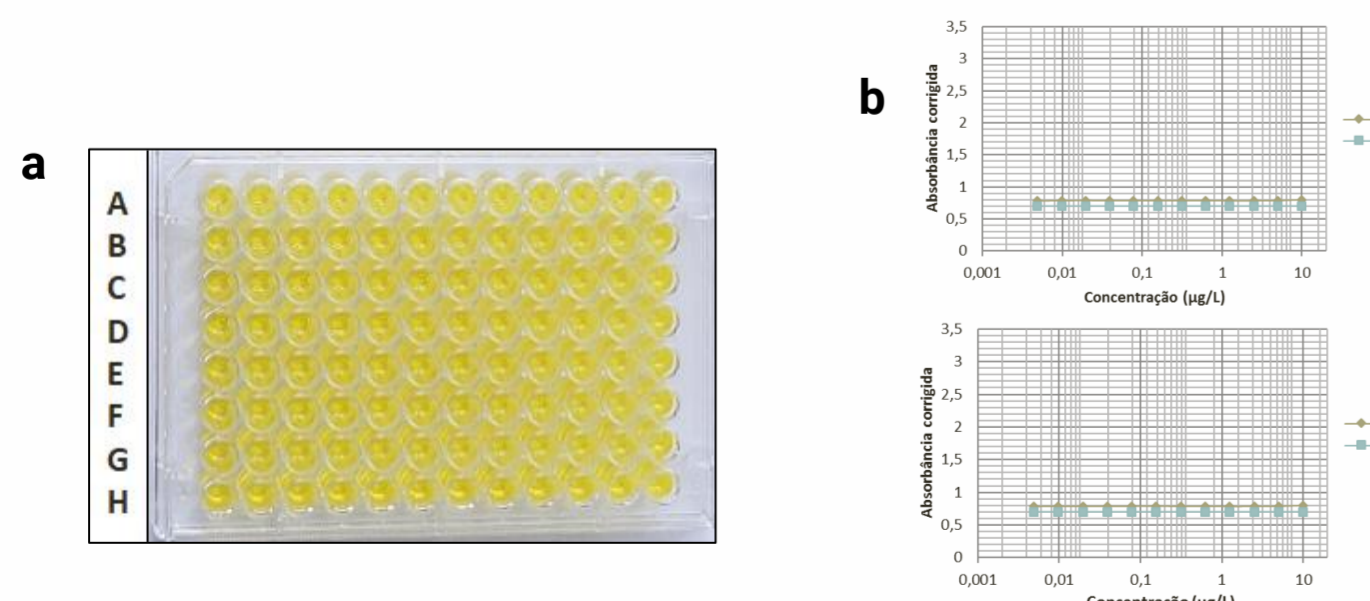 a
A
B
C
D
E
F
G
H
b
3,5
3
2,5
2
1,5
1
0,5
0
Absorbância corrigida
0,001 0,01 0,1 1 10
Concentração (µg/L)
3,5
3
2,5
2
1,5
1
0,5
0
Absorbância corrigida
0,001 0,01 0,1 1 10
Concentração (µg/L)